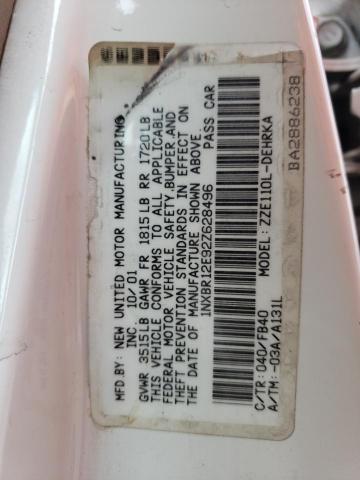 MFD.BY: NEW UNITED MOTOR MANUFACTURING,
INC. 10/01
GVWR 3515LB GAWR FR 1815LB RR 1720LB
THIS VEHICLE CONFORMS TO ALL APPLICABLE
FEDERAL MOTOR VEHICLE SAFETY,BUMPER,AND
THEFT PREVENTION STANDARDS IN EFFECT ON
THE DATE OF MANUFACTURE SHOWN ABOVE.
1NXBR12E92Z628496 PASS CAR
C/TR: 040/FB40 MODEL: ZZE110L-DEHRKA
A/TM: -03A/A131L
BA2886238